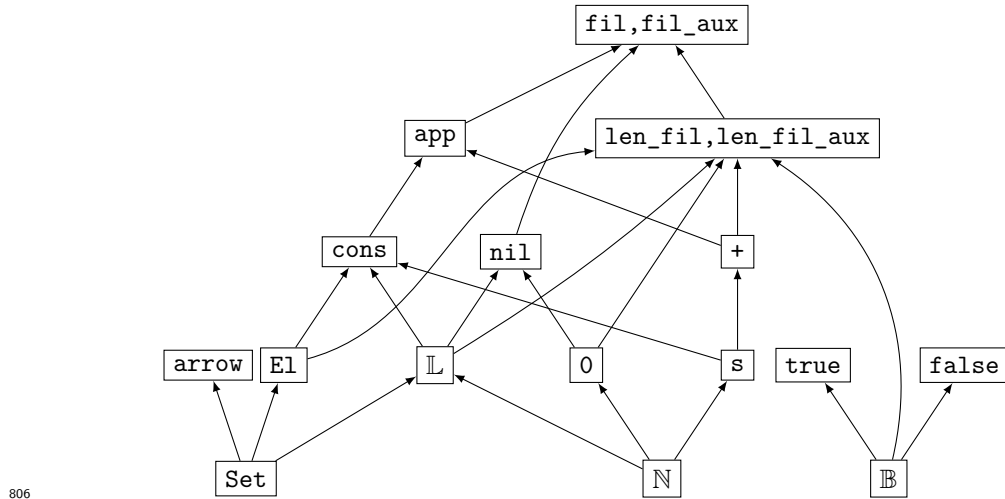 fil,fil_aux
app
len_fil,len_fil_aux
cons
nil
+
arrow
El
𝕃
0
s
true
false
806
Set
ℕ
𝔹